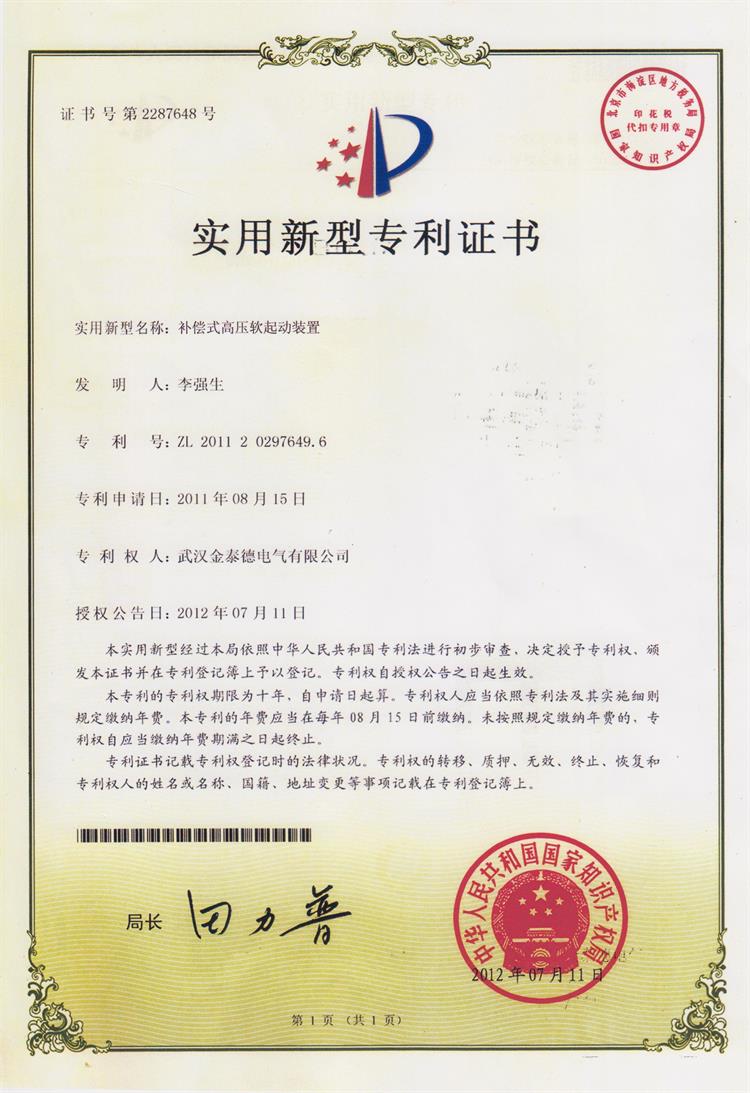 证书号第2287648号
北京市海淀区地方税务局
印花税
代扣专用章
国家知识产权局
实用新型专利证书
实用新型名称：补偿式高压软起动装置
发明人：李强生
专利号：ZL 2011 2 0297649.6
专利申请日：2011年08月15日
专利权人：武汉金泰德电气有限公司
授权公告日：2012年07月11日
本实用新型经过本局依照中华人民共和国专利法进行初步审查，决定授予专利权，颁
发本证书并在专利登记簿上予以登记。专利权自授权公告之日起生效。
本专利的专利权期限为十年，自申请日起算。专利权人应当依照专利法及其实施细则
规定缴纳年费。本专利的年费应当在每年08月15日前缴纳。未按照规定缴纳年费的，专
利权自应当缴纳年费期满之日起终止。
专利证书记载专利权登记时的法律状况。专利权的转移、质押、无效、终止、恢复和
专利权人的姓名或名称、国籍、地址变更等事项记载在专利登记簿上。
局长
田力普
中华人民共和国国家知识产权局
2012年07月11日
第1页（共1页）